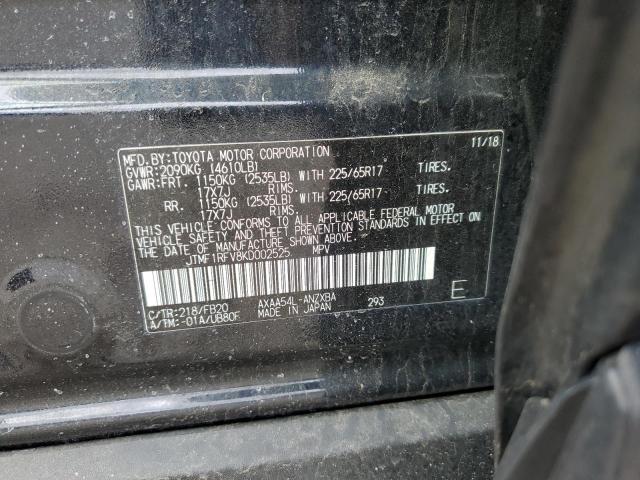 MFD.BY:TOYOTA MOTOR CORPORATION 11/18
GVWR:2090KG (4610LB)
GAWR:FRT. 1150KG (2535LB) WITH 225/65R17 TIRES.
17X7J RIMS.
RR. 1150KG (2535LB) WITH 225/65R17 TIRES.
17X7J RIMS.
THIS VEHICLE CONFORMS TO ALL APPLICABLE FEDERAL MOTOR
VEHICLE SAFETY AND THEFT PREVENTION STANDARDS IN EFFECT ON
THE DATE OF MANUFACTURE SHOWN ABOVE.
JTMF1RFV8KD002525 MPV
C/TR:218/FB20 AXAA54L-ANZXBA E
A/TM:-01A/UB80F MADE IN JAPAN 293